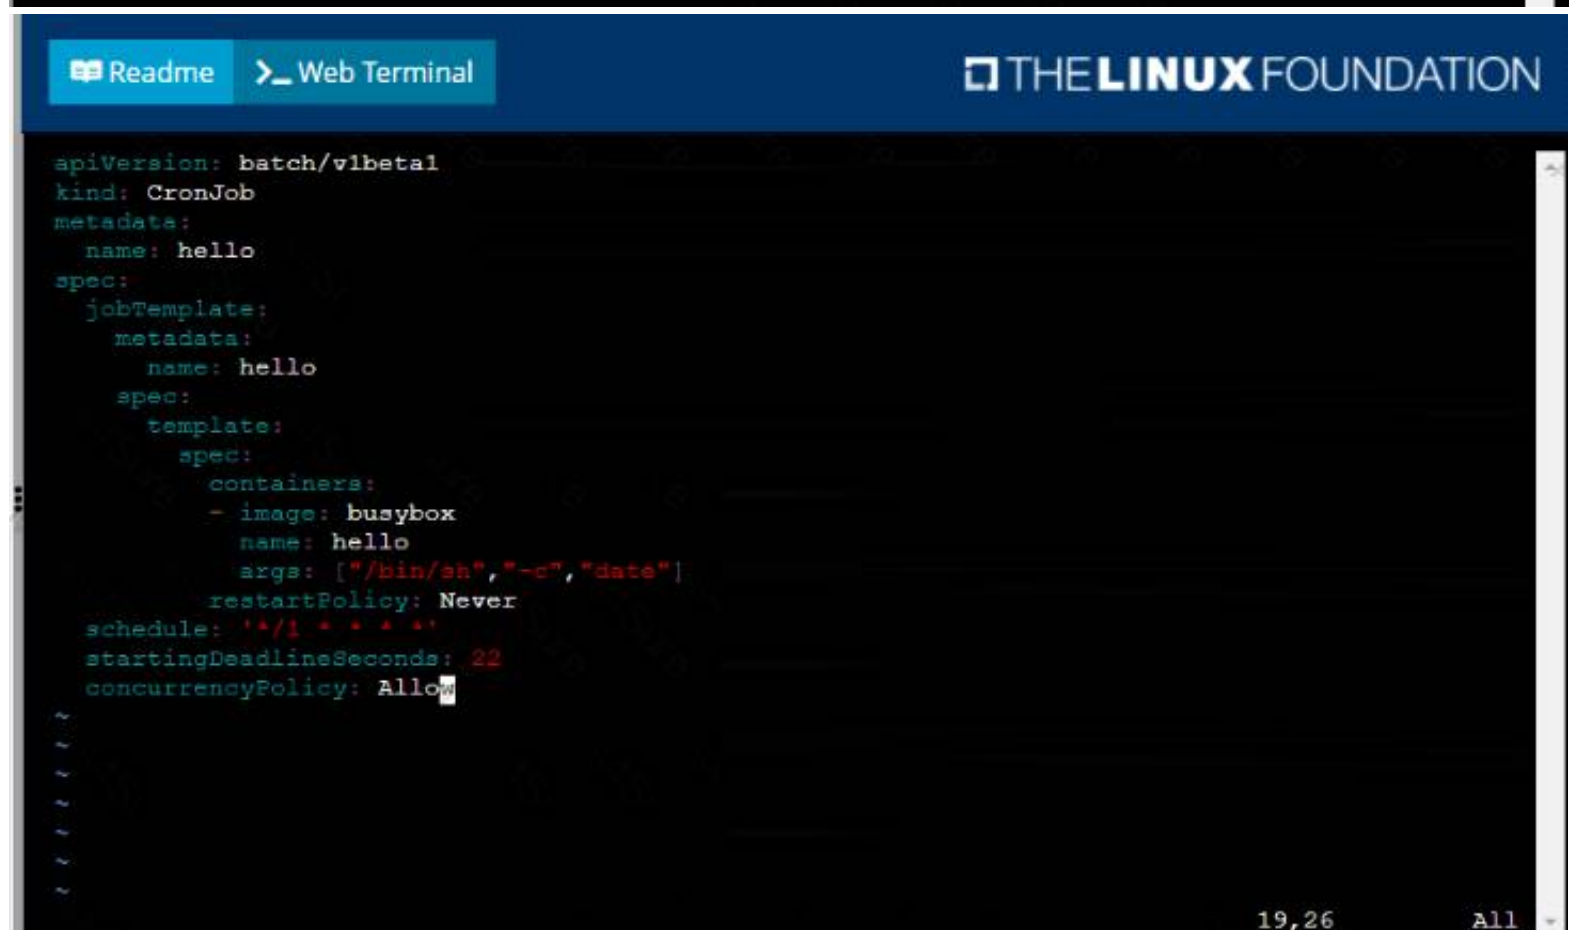 Readme >_ Web Terminal THE LINUX FOUNDATION
apiVersion: batch/v1beta1
kind: CronJob
metadata:
  name: hello
spec:
  jobTemplate:
    metadata:
      name: hello
    spec:
      template:
        spec:
          containers:
          - image: busybox
            name: hello
            args: ["/bin/sh","-c","date"]
          restartPolicy: Never
  schedule: '*/1 * * * *'
  startingDeadlineSeconds: 22
  concurrencyPolicy: Allow
~
~
~
~
~
~
~
19,26 All